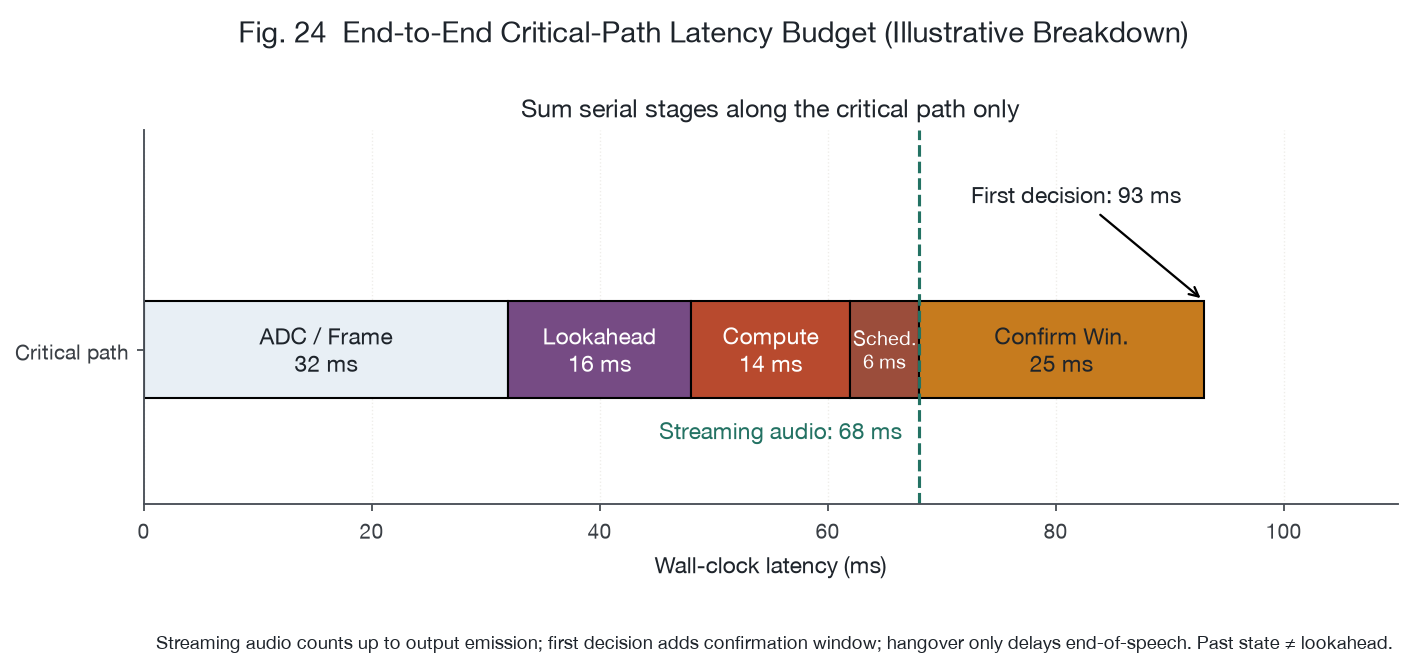 Fig. 24  End-to-End Critical-Path Latency Budget (Illustrative Breakdown)
Sum serial stages along the critical path only
First decision: 93 ms
Critical path
ADC / Frame
32 ms
Lookahead
16 ms
Compute
14 ms
Sched.
6 ms
Confirm Win.
25 ms
Streaming audio: 68 ms
0
20
40
60
80
100
Wall-clock latency (ms)
Streaming audio counts up to output emission; first decision adds confirmation window; hangover only delays end-of-speech. Past state ≠ lookahead.